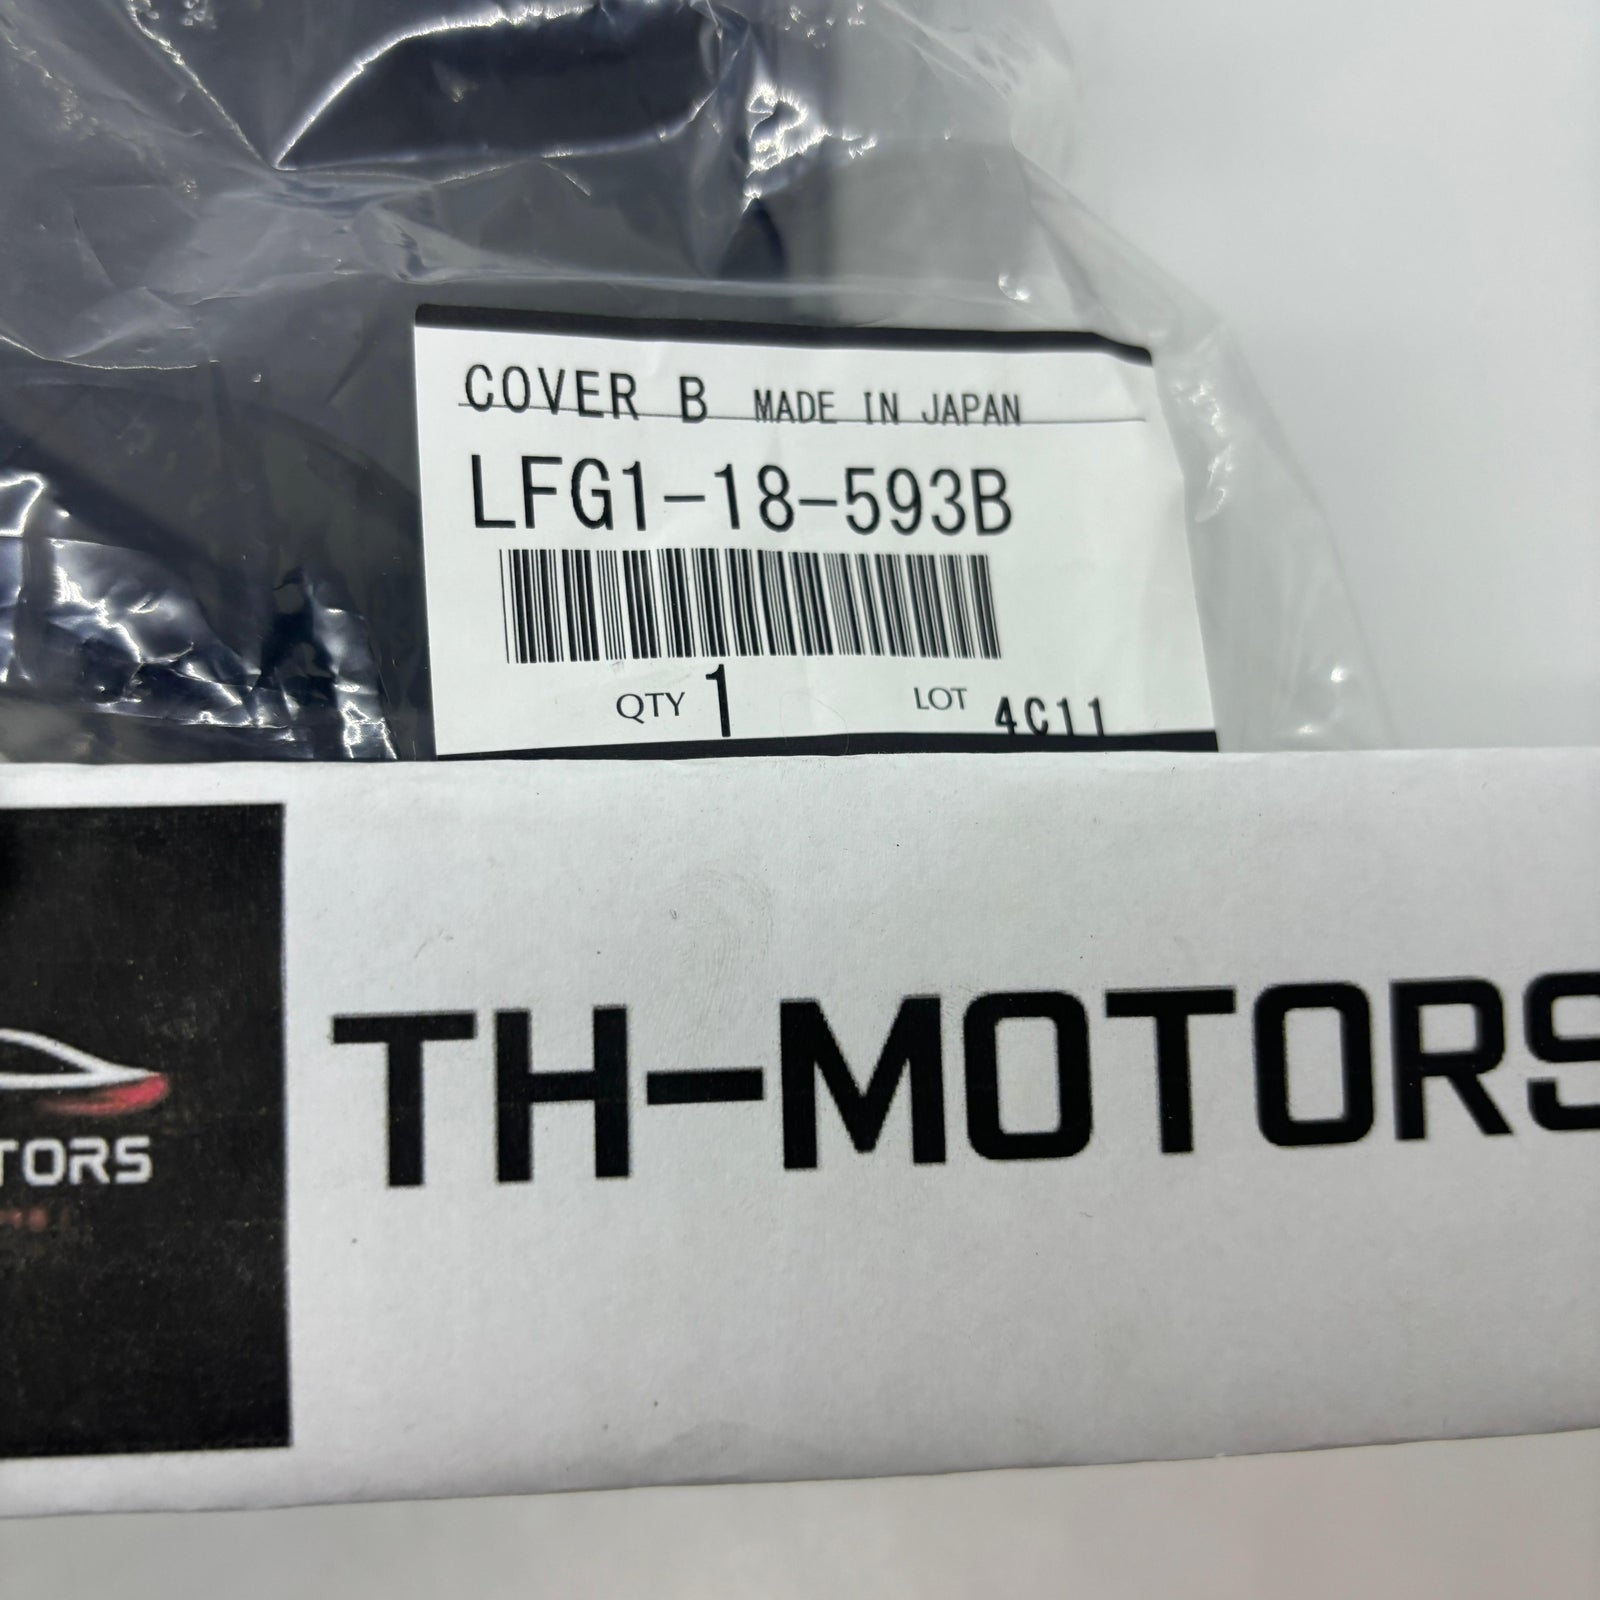 COVER B MADE IN JAPAN
LFG1-18-593B
QTY 1 LOT 4C11
TH-MOTORS
TORS